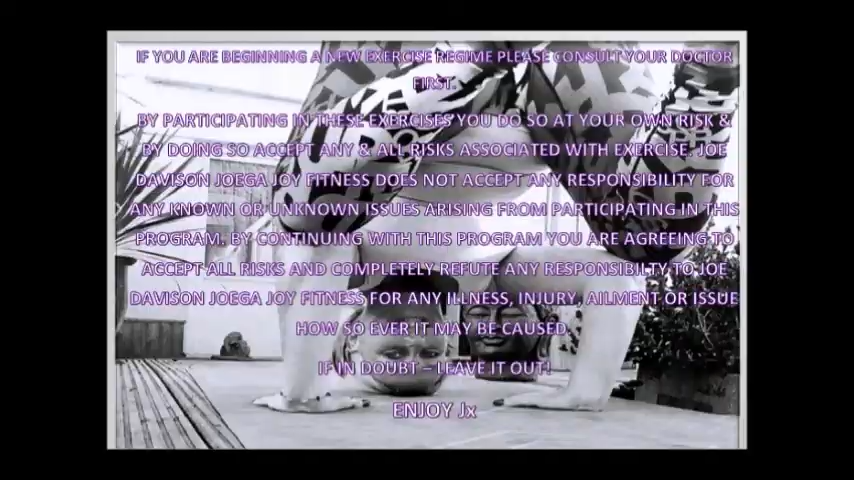 IF YOU ARE BEGINNING A NEW EXERCISE REGIME PLEASE CONSULT YOUR DOCTOR
FIRST.
BY PARTICIPATING IN THESE EXERCISES YOU DO SO AT YOUR OWN RISK &
BY DOING SO ACCEPT ANY & ALL RISKS ASSOCIATED WITH EXERCISE. JOE
DAVISON JOEGA JOY FITNESS DOES NOT ACCEPT ANY RESPONSIBILITY FOR
ANY KNOWN OR UNKNOWN ISSUES ARISING FROM PARTICIPATING IN THIS
PROGRAM. BY CONTINUING WITH THIS PROGRAM YOU ARE AGREEING TO
ACCEPT ALL RISKS AND COMPLETELY REFUTE ANY RESPONSIBILTY TO JOE
DAVISON JOEGA JOY FITNESS FOR ANY ILLNESS, INJURY, AILMENT OR ISSUE
HOW SO EVER IT MAY BE CAUSED.
IF IN DOUBT – LEAVE IT OUT!
ENJOY Jx